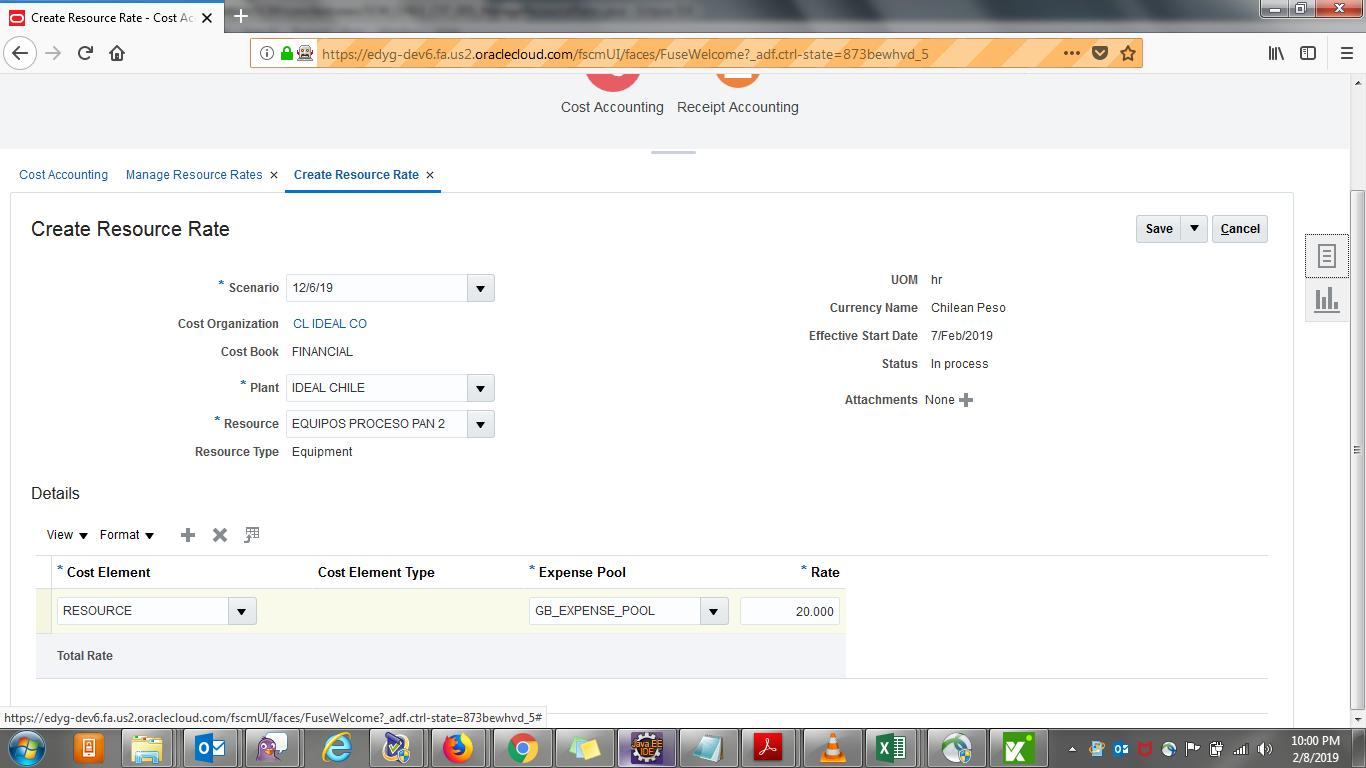 Create Resource Rate - Cost Ac
https://edyg-dev6.fa.us2.oraclecloud.com/fscmUI/faces/FuseWelcome?_adf.ctrl-state=873bewhvd_5
Cost Accounting Receipt Accounting
Cost Accounting Manage Resource Rates Create Resource Rate
Create Resource Rate
Save Cancel
* Scenario 12/6/19
Cost Organization CL IDEAL CO
Cost Book FINANCIAL
* Plant IDEAL CHILE
* Resource EQUIPOS PROCESO PAN 2
Resource Type Equipment
UOM hr
Currency Name Chilean Peso
Effective Start Date 7/Feb/2019
Status In process
Attachments None
Details
View Format
* Cost Element Cost Element Type * Expense Pool * Rate
RESOURCE GB_EXPENSE_POOL 20.000
Total Rate
https://edyg-dev6.fa.us2.oraclecloud.com/fscmUI/faces/FuseWelcome?_adf.ctrl-state=873bewhvd_5#
Java EE
IDE
10:00 PM
2/8/2019